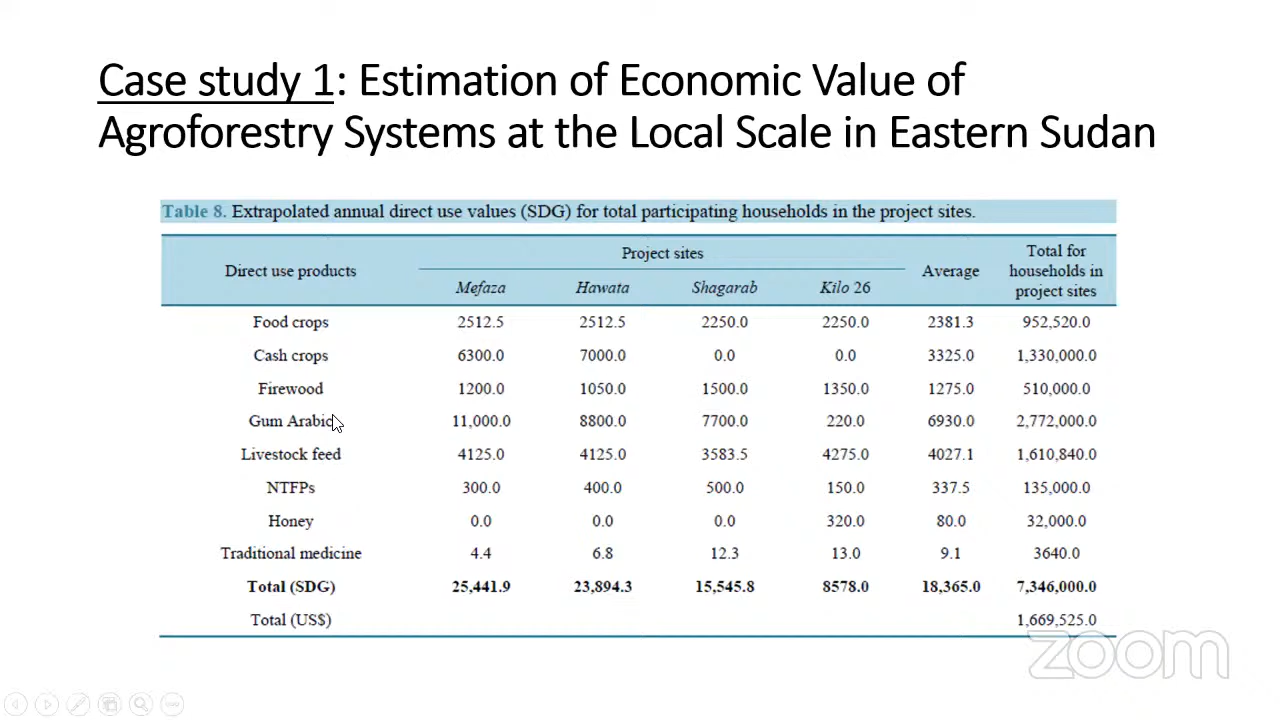 Case study 1: Estimation of Economic Value of
Agroforestry Systems at the Local Scale in Eastern Sudan
Table 8. Extrapolated annual direct use values (SDG) for total participating households in the project sites.
Direct use products Project sites Average Total for households in project sites
Mefaza Hawata Shagarab Kilo 26
Food crops 2512.5 2512.5 2250.0 2250.0 2381.3 952,520.0
Cash crops 6300.0 7000.0 0.0 0.0 3325.0 1,330,000.0
Firewood 1200.0 1050.0 1500.0 1350.0 1275.0 510,000.0
Gum Arabic 11,000.0 8800.0 7700.0 220.0 6930.0 2,772,000.0
Livestock feed 4125.0 4125.0 3583.5 4275.0 4027.1 1,610,840.0
NTFPs 300.0 400.0 500.0 150.0 337.5 135,000.0
Honey 0.0 0.0 0.0 320.0 80.0 32,000.0
Traditional medicine 4.4 6.8 12.3 13.0 9.1 3640.0
Total (SDG) 25,441.9 23,894.3 15,545.8 8578.0 18,365.0 7,346,000.0
Total (US$) 1,669,525.0
zoom